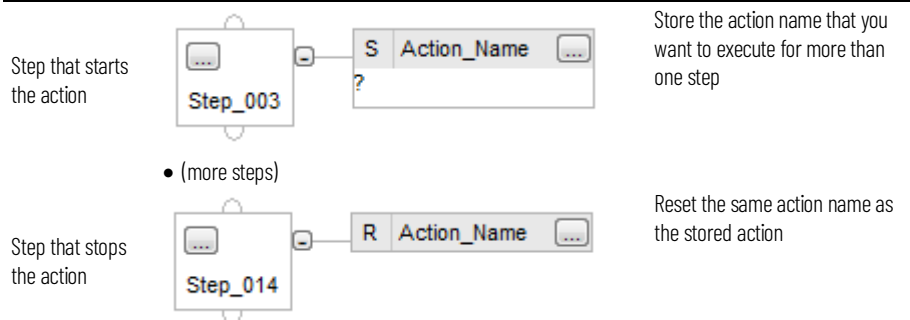 Step that starts
the action
...
Step_003
-
S Action_Name ...
?
Store the action name that you
want to execute for more than
one step
● (more steps)
Step that stops
the action
...
Step_014
-
R Action_Name ...
Reset the same action name as
the stored action